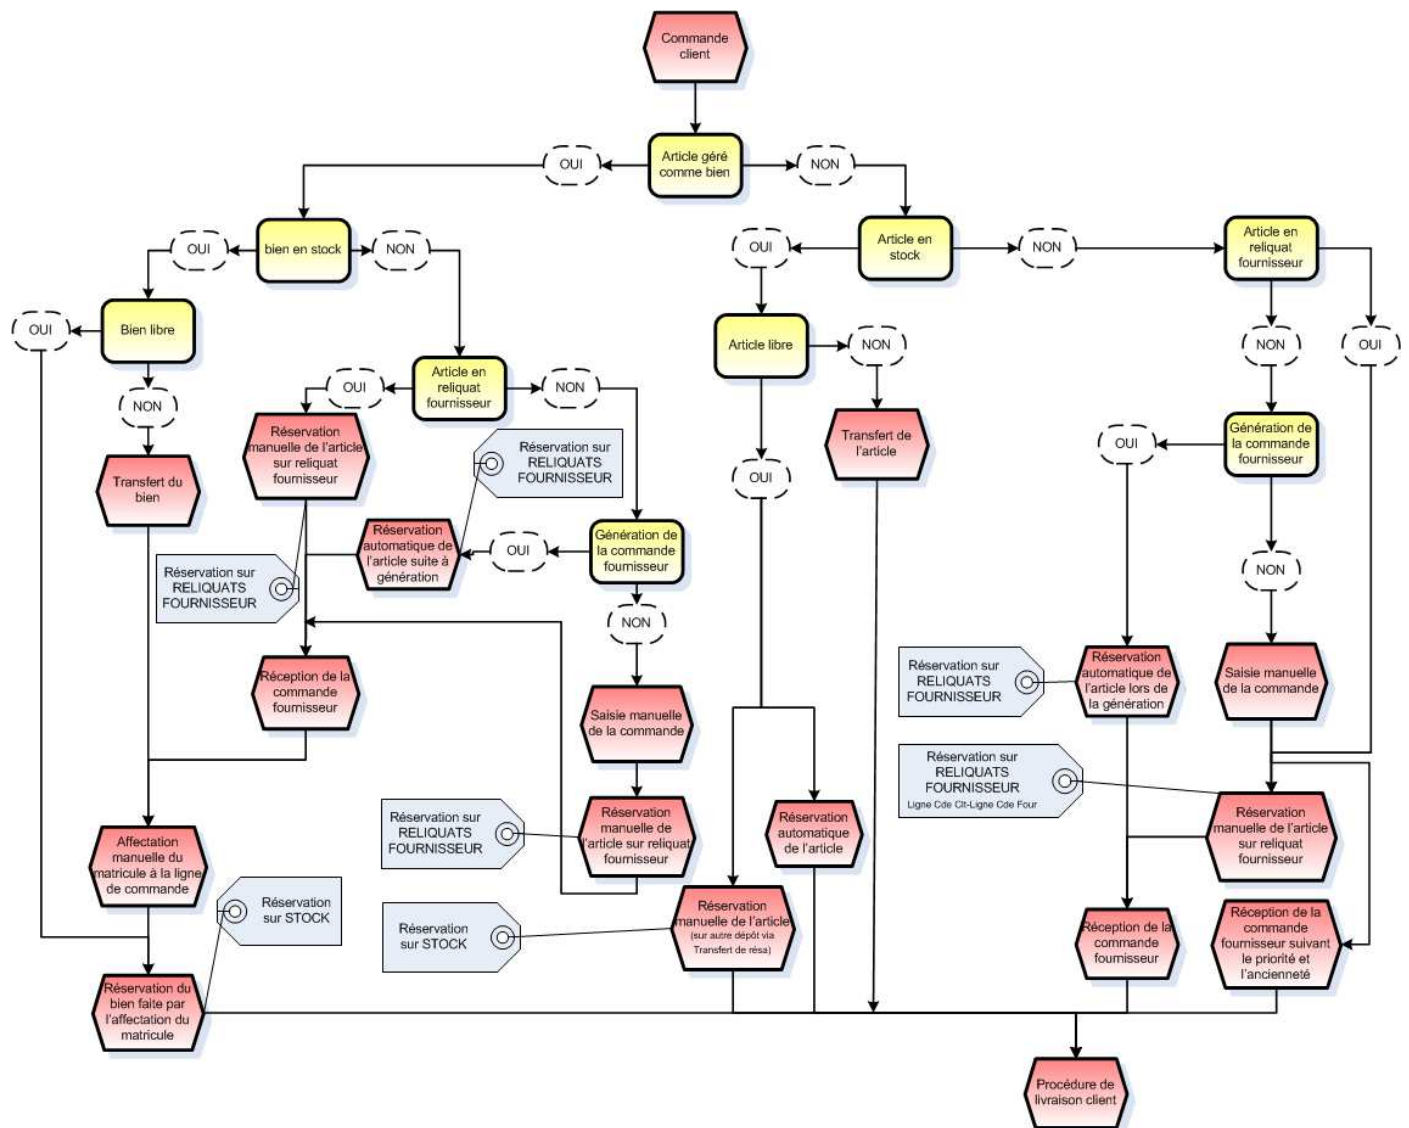 Commande
client
OUI
Article géré
comme bien
NON
OUI
bien en stock
NON
OUI
Article en
stock
NON
Article en
reliquat
fournisseur
OUI
Bien libre
Article libre
NON
NON
OUI
NON
OUI
Article en
reliquat
fournisseur
NON
Réservation
manuelle de l'article
sur reliquat
fournisseur
Réservation sur
RELIQUATS
FOURNISSEUR
Transfert de
l'article
OUI
Génération de
la commande
fournisseur
Transfert du
bien
OUI
Réservation
automatique de
l'article suite à
génération
OUI
Génération de
la commande
fournisseur
Réservation sur
RELIQUATS
FOURNISSEUR
NON
NON
Réception de la
commande
fournisseur
Saisie manuelle
de la commande
Réservation sur
RELIQUATS
FOURNISSEUR
Réservation
automatique de
l'article lors de
la génération
Saisie manuelle
de la commande
Réservation sur
RELIQUATS
FOURNISSEUR
Ligne Cde Clt-Ligne Cde Four
Affectation
manuelle du
matricule à la ligne
de commande
Réservation sur
RELIQUATS
FOURNISSEUR
Réservation
manuelle de
l'article sur reliquat
fournisseur
Réservation
automatique
de l'article
Réservation
manuelle de l'article
sur reliquat
fournisseur
Réservation
sur STOCK
Réservation
sur STOCK
Réservation
manuelle de l'article
(sur autre dépôt via
Transfert de résa)
Réception de la
commande
fournisseur
Réception de la
commande
fournisseur suivant
le priorité et
l'ancienneté
Réservation du
bien faite par
l'affectation du
matricule
Procédure de
livraison client